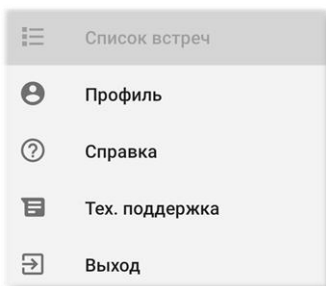 Список встреч
Профиль
Справка
Тех. поддержка
Выход